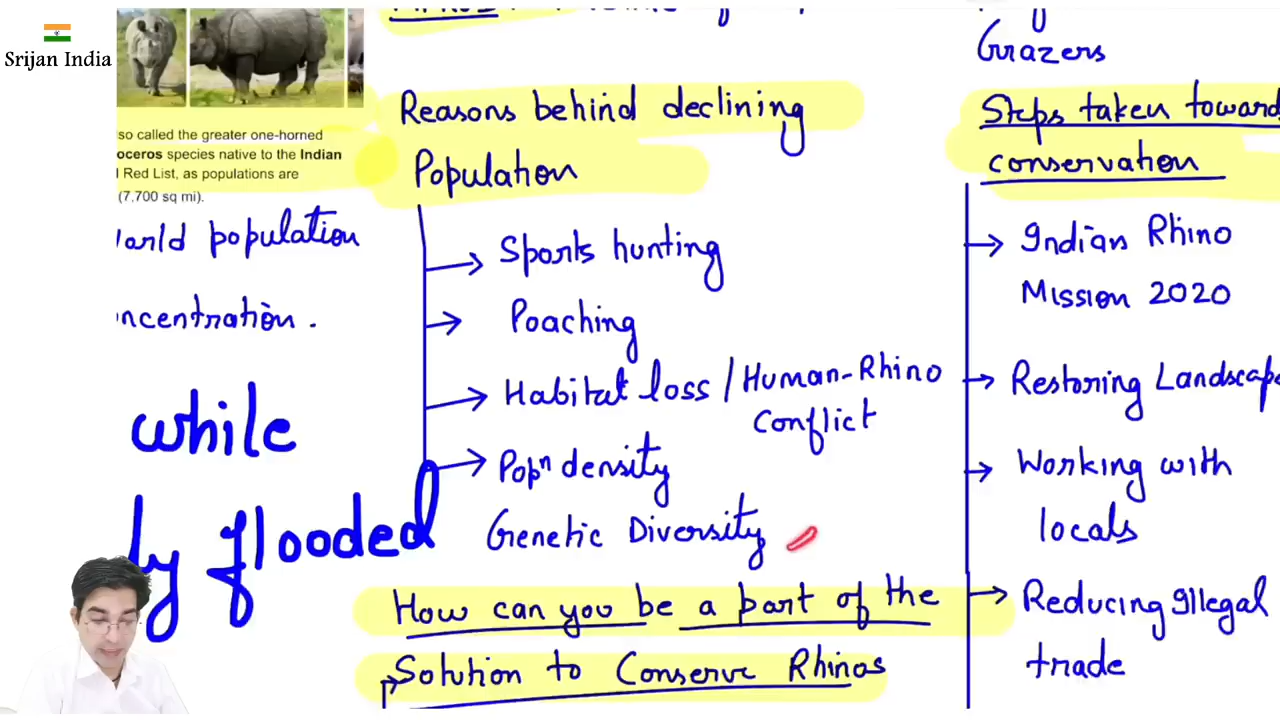 Srijan India
so called the greater one-horned
oceros species native to the Indian
Red List, as populations are
(7,700 sq mi).
population
while
flooded
Reasons behind declining
Population
Sports hunting
Poaching
Habitat loss / Human-Rhino
Conflict
Popn density
Genetic Diversity
How can you be a part of the
Solution to Conserve Rhinos
Grazers
Steps taken toward
conservation
Indian Rhino
Mission 2020
Restoring Landscape
Working with
locals
Reducing Illegal
trade